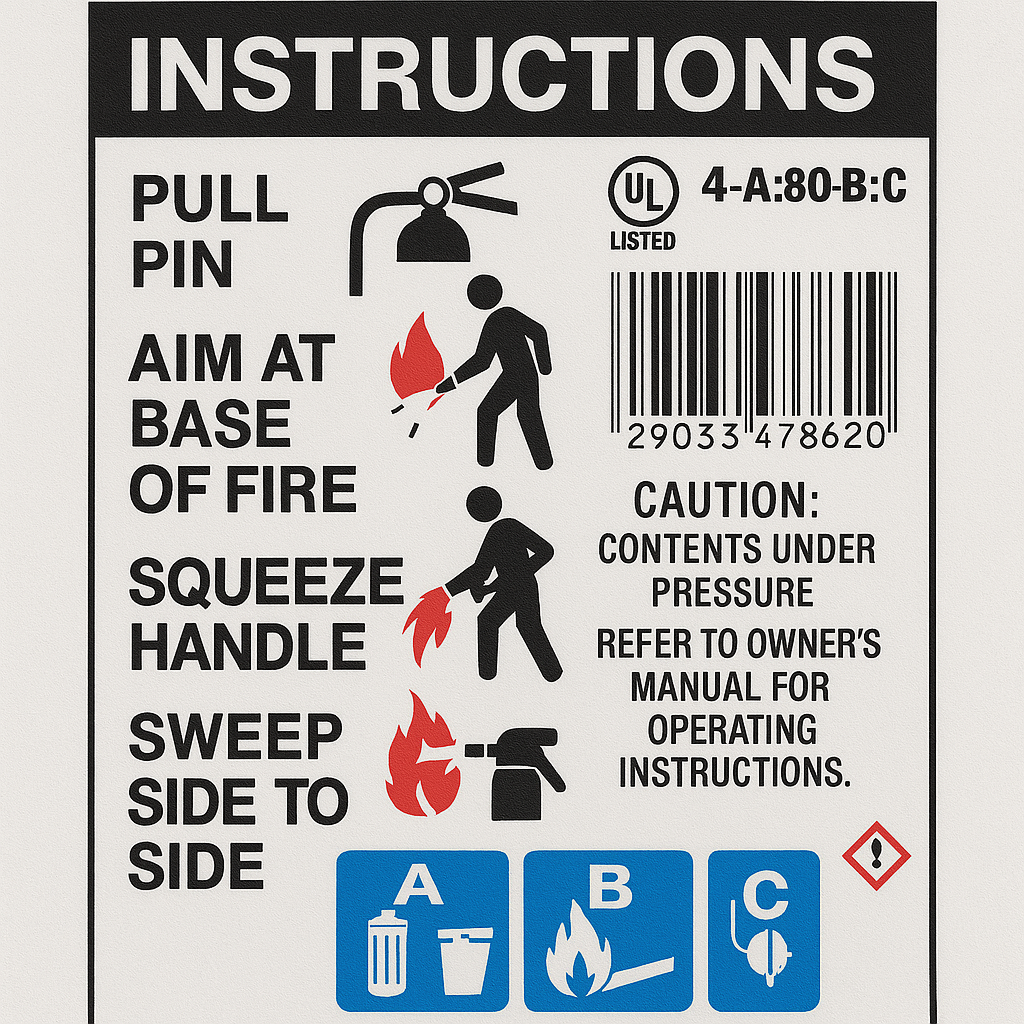 INSTRUCTIONS
PULL
PIN
AIM AT
BASE
OF FIRE
SQUEEZE
HANDLE
SWEEP
SIDE TO
SIDE
UL
LISTED
4-A:80-B:C
29033 478620
CAUTION:
CONTENTS UNDER
PRESSURE
REFER TO OWNER'S
MANUAL FOR
OPERATING
INSTRUCTIONS.
!
A
B
C